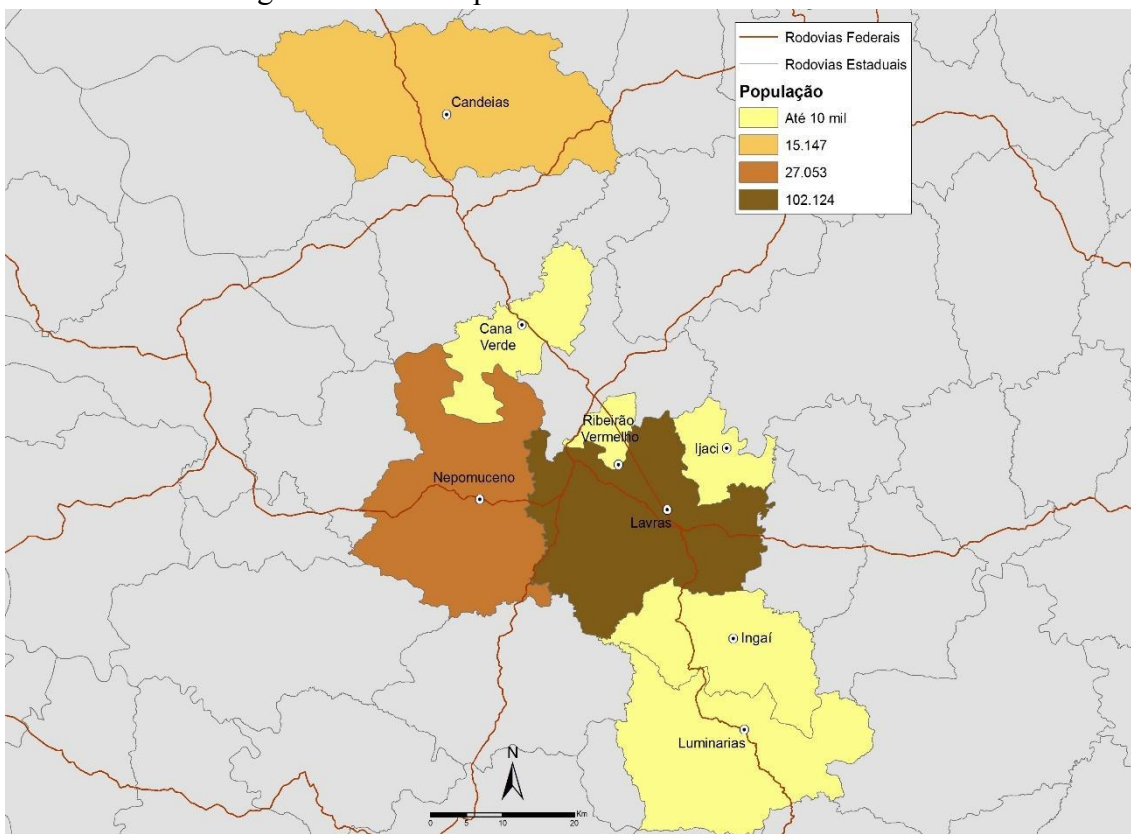 Rodovias Federais
Rodovias Estaduais
População
Até 10 mil
15.147
27.053
102.124
Candeias
Cana
Verde
Ribeirão
Vermelho
Ijaci
Nepomuceno
Lavras
Ingaí
Luminarias
N
Km
0 5 10 20